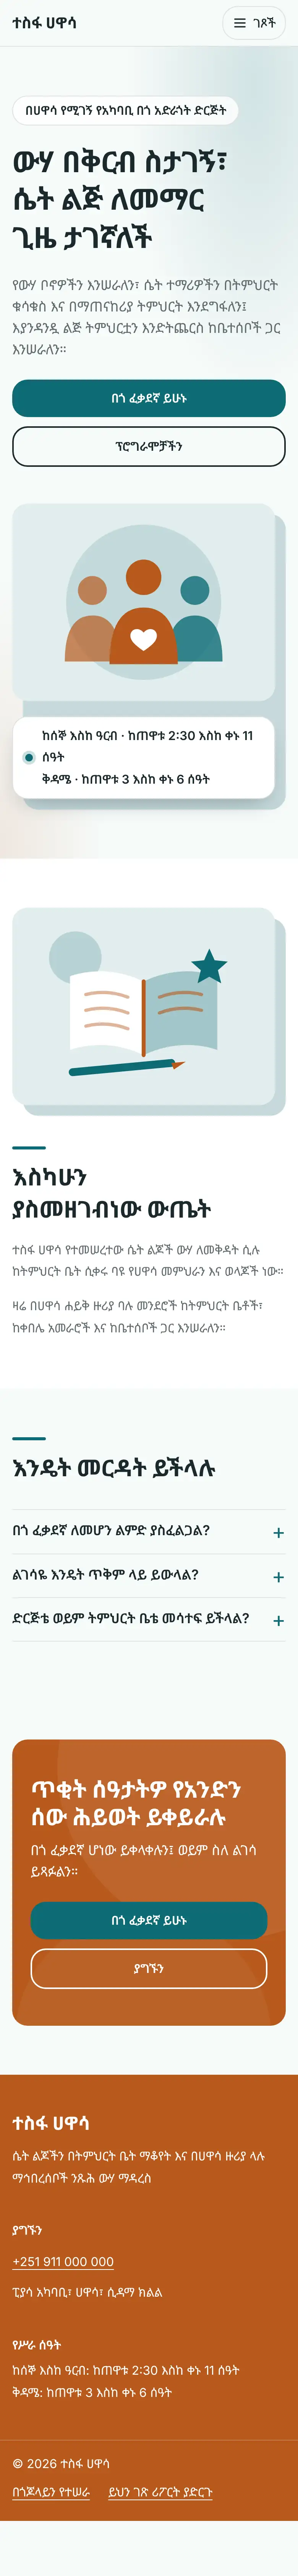 ተስፋ ሀዋሳ
ገጾች
በሀዋሳ የሚገኝ የአካባቢ በጎ አድራጎት ድርጅት
ውሃ በቅርብ ስታገኝ፣
ሴት ልጅ ለመማር
ጊዜ ታገኛለች
የውሃ ቦኖዎችን እንሠራለን፣ ሴት ተማሪዎችን በትምህርት
ቁሳቁስ እና በማጠናከሪያ ትምህርት እንደግፋለን፤
እያንዳንዷ ልጅ ትምህርቷን እንድትጨርስ ከቤተሰቦች ጋር
እንሠራለን።
በጎ ፈቃደኛ ይሁኑ
ፕሮግራሞቻችን
ከሰኞ እስከ ዓርብ · ከጠዋቱ 2:30 እስከ ቀኑ 11
ሰዓት
ቅዳሜ · ከጠዋቱ 3 እስከ ቀኑ 6 ሰዓት
እስካሁን
ያስመዘገብነው ውጤት
ተስፋ ሀዋሳ የተመሠረተው ሴት ልጆች ውሃ ለመቅዳት ሲሉ
ከትምህርት ቤት ሲቀሩ ባዩ የሀዋሳ መምህራን እና ወላጆች ነው።
ዛሬ በሀዋሳ ሐይቅ ዙሪያ ባሉ መንደሮች ከትምህርት ቤቶች፣
ከቀበሌ አመራሮች እና ከቤተሰቦች ጋር እንሠራለን።
እንዴት መርዳት ይችላሉ
በጎ ፈቃደኛ ለመሆን ልምድ ያስፈልጋል?
ልገሳዬ እንዴት ጥቅም ላይ ይውላል?
ድርጅቴ ወይም ትምህርት ቤቴ መሳተፍ ይችላል?
ጥቂት ሰዓታትዎ የአንድን
ሰው ሕይወት ይቀይራሉ
በጎ ፈቃደኛ ሆነው ይቀላቀሉን፤ ወይም ስለ ልገሳ
ይጻፉልን።
በጎ ፈቃደኛ ይሁኑ
ያግኙን
ተስፋ ሀዋሳ
ሴት ልጆችን በትምህርት ቤት ማቆየት እና በሀዋሳ ዙሪያ ላሉ
ማኅበረሰቦች ንጹሕ ውሃ ማዳረስ
ያግኙን
+251 911 000 000
ፒያሳ አካባቢ፣ ሀዋሳ፣ ሲዳማ ክልል
የሥራ ሰዓት
ከሰኞ እስከ ዓርብ: ከጠዋቱ 2:30 እስከ ቀኑ 11 ሰዓት
ቅዳሜ: ከጠዋቱ 3 እስከ ቀኑ 6 ሰዓት
© 2026 ተስፋ ሀዋሳ
በጎጆላይን የተሠራ
ይህን ገጽ ሪፖርት ያድርጉ